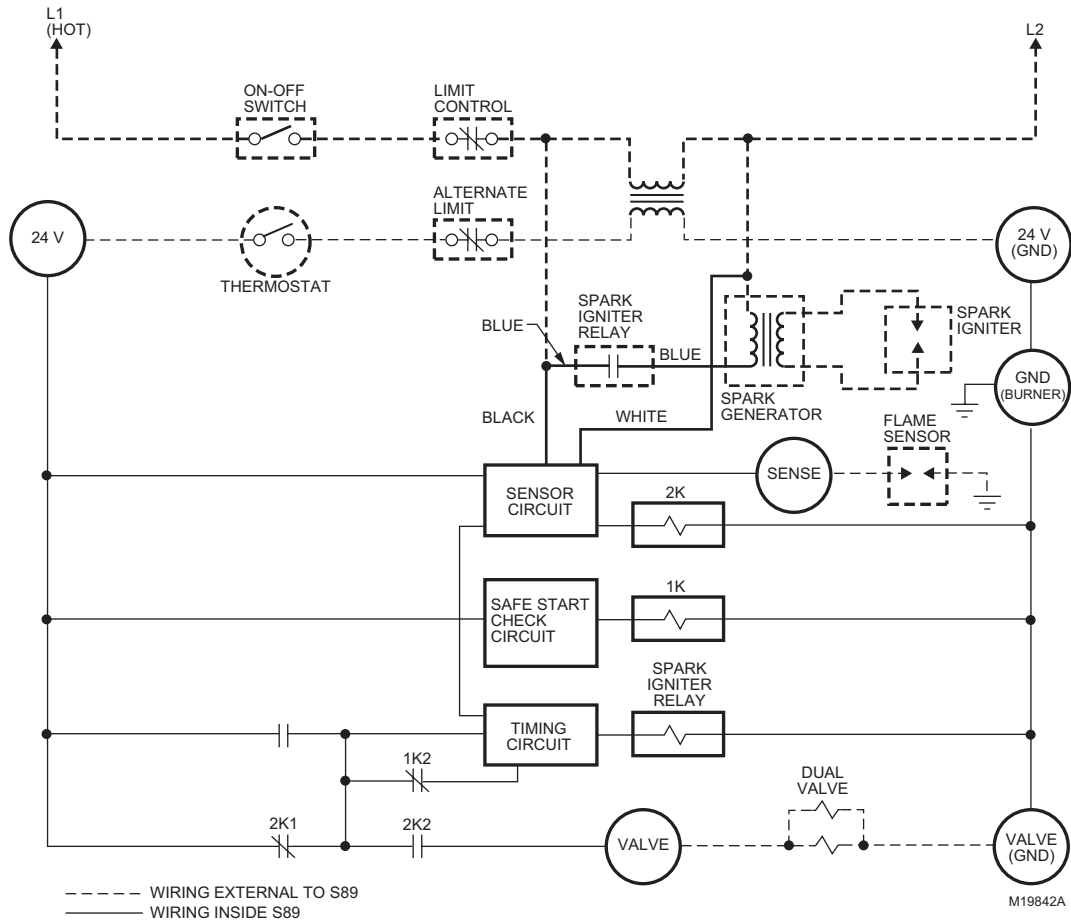 L1
(HOT)
L2
ON-OFF
SWITCH
LIMIT
CONTROL
ALTERNATE
LIMIT
24 V
THERMOSTAT
24 V
(GND)
SPARK
IGNITER
RELAY
BLUE
BLUE
SPARK
IGNITER
SPARK
GENERATOR
GND
(BURNER)
BLACK
WHITE
FLAME
SENSOR
SENSOR
CIRCUIT
SENSE
2K
SAFE START
CHECK
CIRCUIT
1K
SPARK
IGNITER
RELAY
TIMING
CIRCUIT
1K2
DUAL
VALVE
2K1
2K2
VALVE
VALVE
(GND)
WIRING EXTERNAL TO S89
WIRING INSIDE S89
M19842A